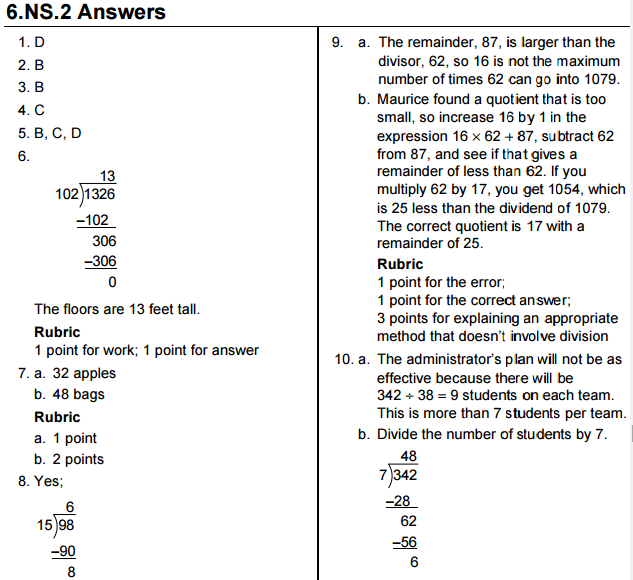 6.NS.2 Answers
1. D
2. B
3. B
4. C
5. B, C, D
6.
13
102)1326
–102
306
–306
0
The floors are 13 feet tall.
Rubric
1 point for work; 1 point for answer
7. a. 32 apples
b. 48 bags
Rubric
a. 1 point
b. 2 points
8. Yes;
6
15)98
–90
8
9. a. The remainder, 87, is larger than the
divisor, 62, so 16 is not the maximum
number of times 62 can go into 1079.
b. Maurice found a quotient that is too
small, so increase 16 by 1 in the
expression 16 × 62 + 87, subtract 62
from 87, and see if that gives a
remainder of less than 62. If you
multiply 62 by 17, you get 1054, which
is 25 less than the dividend of 1079.
The correct quotient is 17 with a
remainder of 25.
Rubric
1 point for the error;
1 point for the correct answer;
3 points for explaining an appropriate
method that doesn't involve division
10. a. The administrator's plan will not be as
effective because there will be
342 ÷ 38 = 9 students on each team.
This is more than 7 students per team.
b. Divide the number of students by 7.
48
7)342
–28
62
–56
6